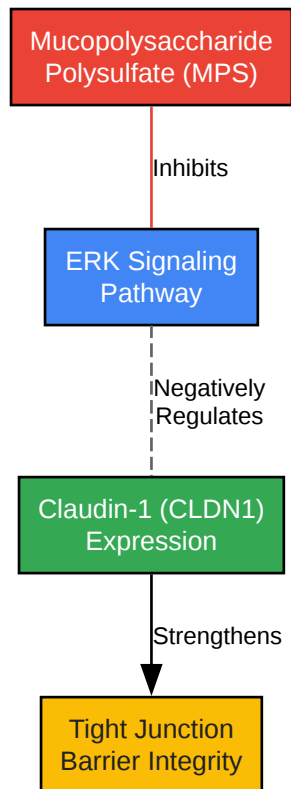 Mucopolysaccharide
Polysulfate (MPS)
Inhibits
ERK Signaling
Pathway
Negatively
Regulates
Claudin-1 (CLDN1)
Expression
Strengthens
Tight Junction
Barrier Integrity